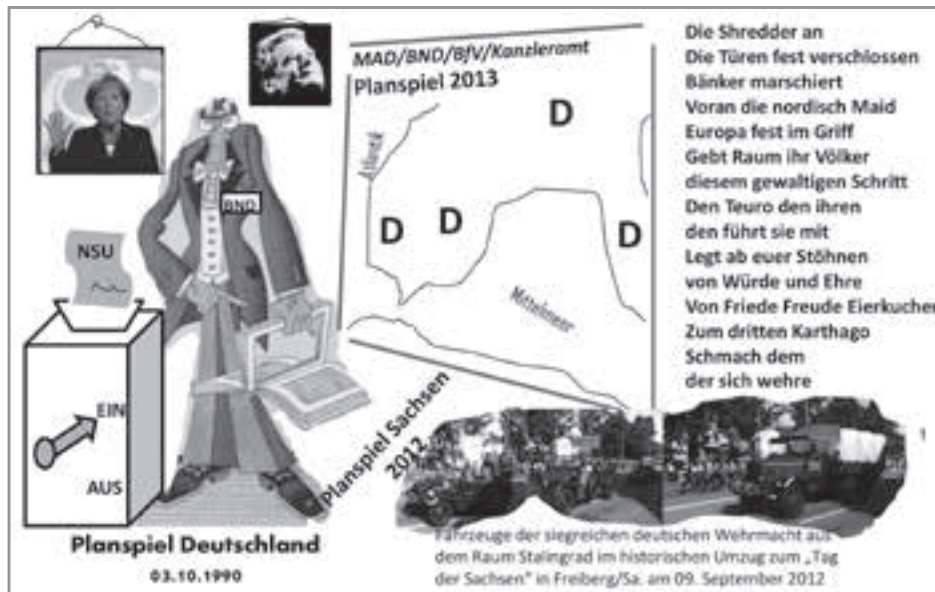 MAD/BND/BfV/Kanzleramt
Planspiel 2013
D
Atlantik
D
D
D
Mittelmeer
BND
NSU
EIN
AUS
Planspiel Sachsen
2012
Planspiel Deutschland
03.10.1990
Die Shredder an
Die Türen fest verschlossen
Bänker marschiert
Voran die nordisch Maid
Europa fest im Griff
Gebt Raum ihr Völker
diesem gewaltigen Schritt
Den Teuro den ihren
den führt sie mit
Legt ab euer Stöhnen
von Würde und Ehre
Von Friede Freude Eierkuchen
Zum dritten Karthago
Schmach dem
der sich wehre
Fahrzeuge der siegreichen deutschen Wehrmacht aus
dem Raum Stalingrad im historischen Umzug zum „Tag
der Sachsen" in Freiberg/Sa. am 09. September 2012